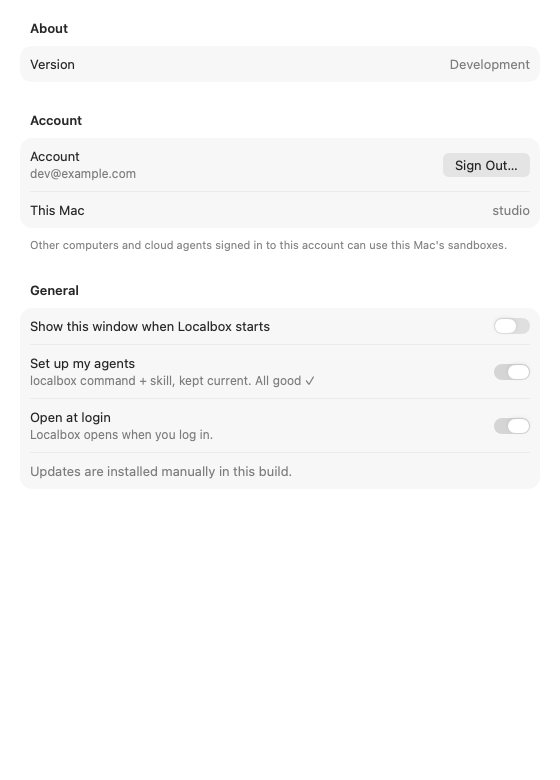 About
Version
Development
Account
Account
dev@example.com
Sign Out...
This Mac
studio
Other computers and cloud agents signed in to this account can use this Mac's sandboxes.
General
Show this window when Localbox starts
Set up my agents
localbox command + skill, kept current. All good ✓
Open at login
Localbox opens when you log in.
Updates are installed manually in this build.